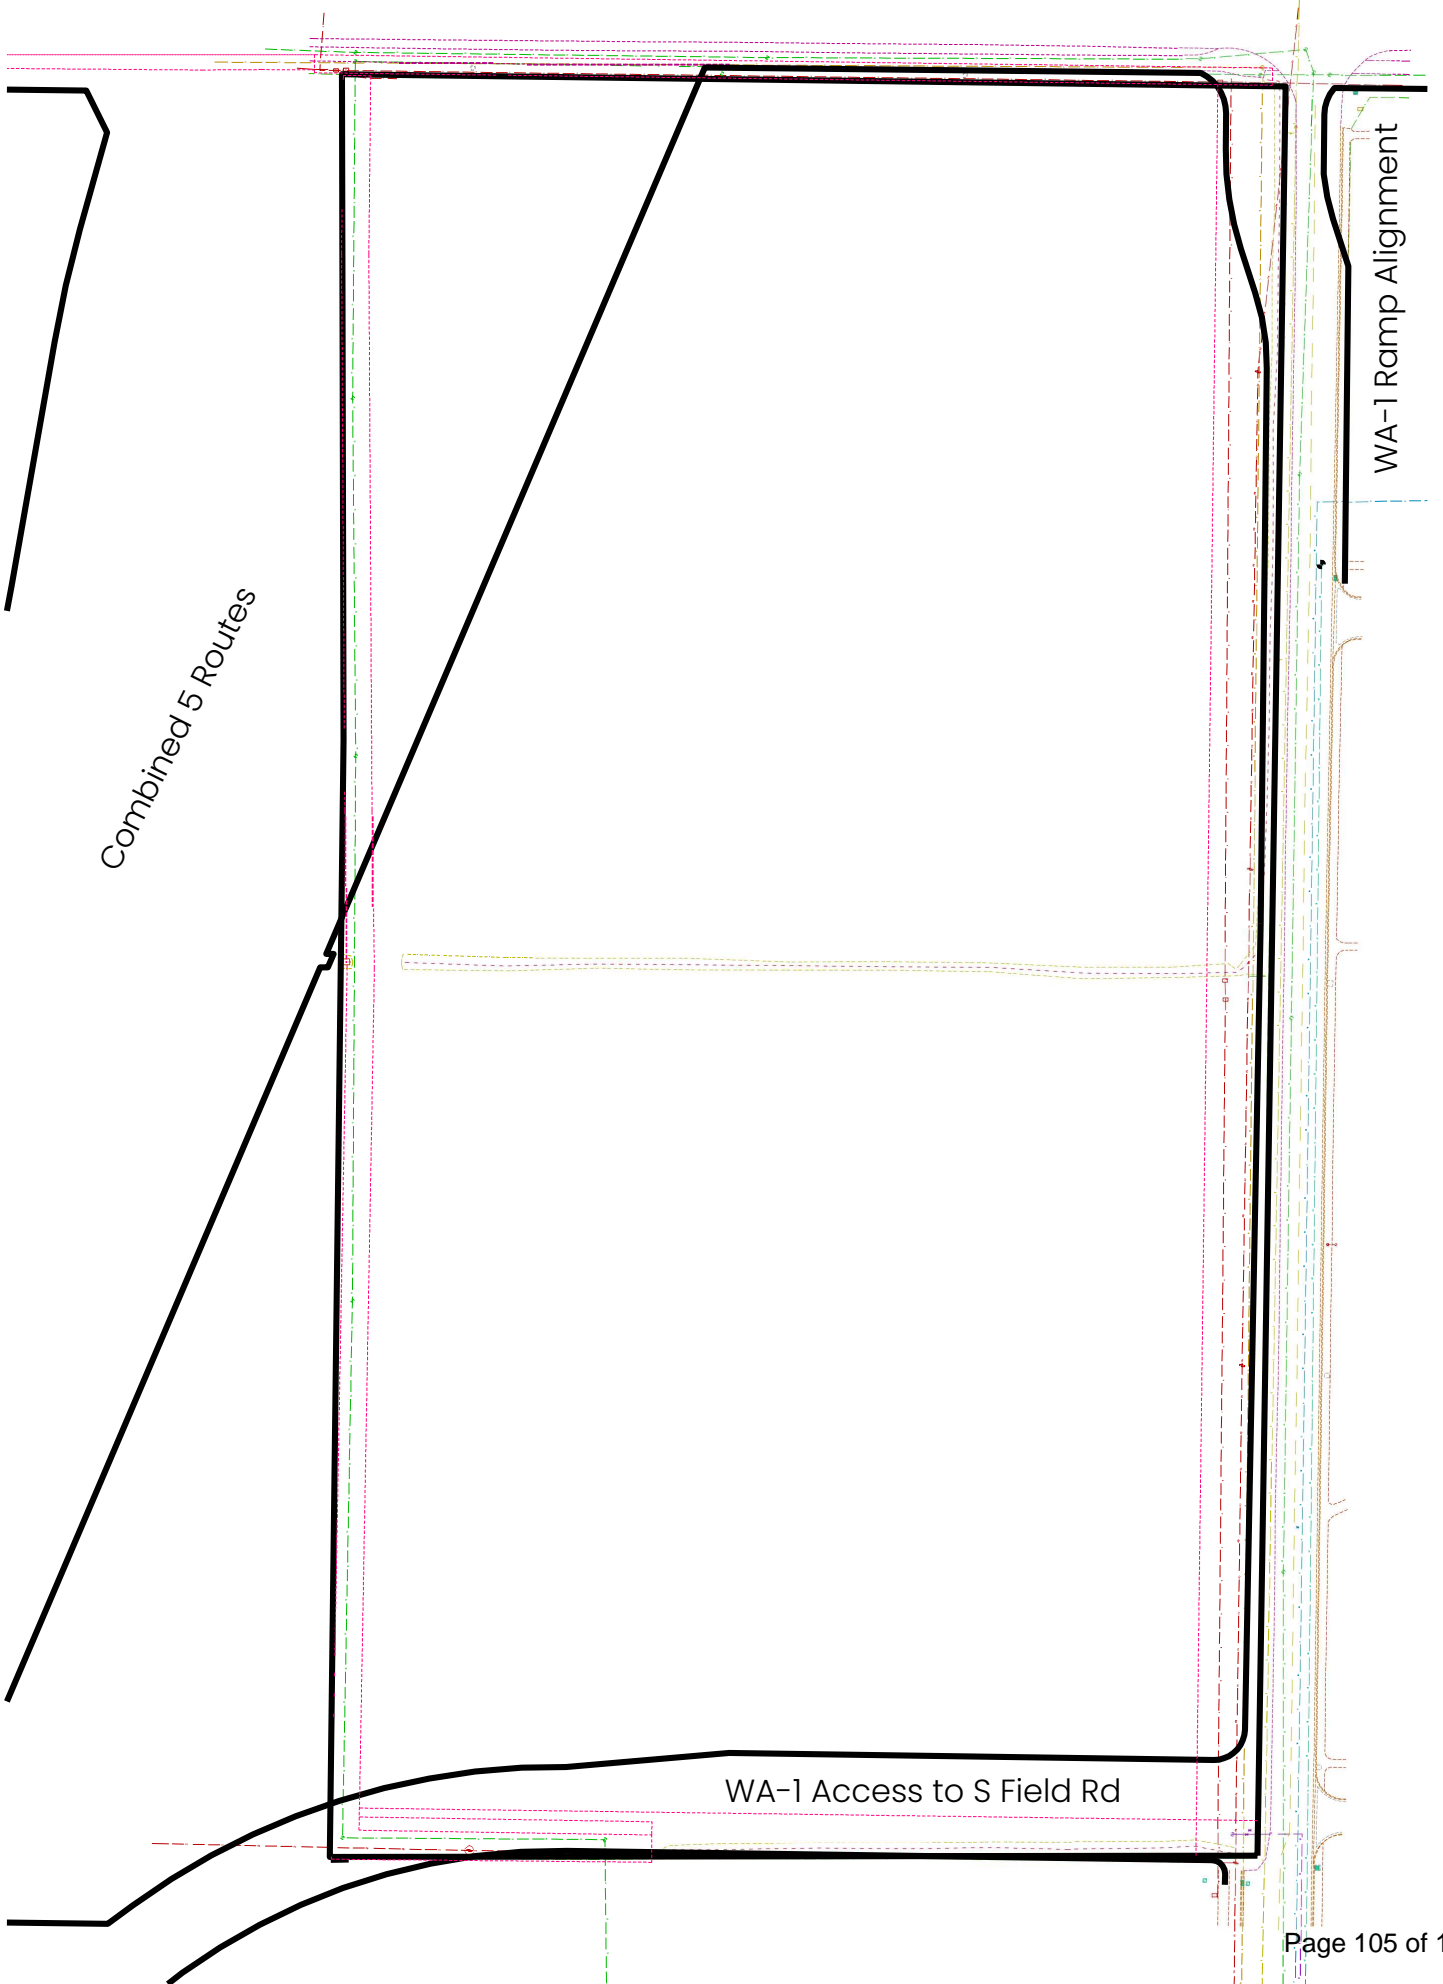 WA-1 Ramp Alignment
Combined 5 Routes
WA-1 Access to S Field Rd
Page 105 of 1